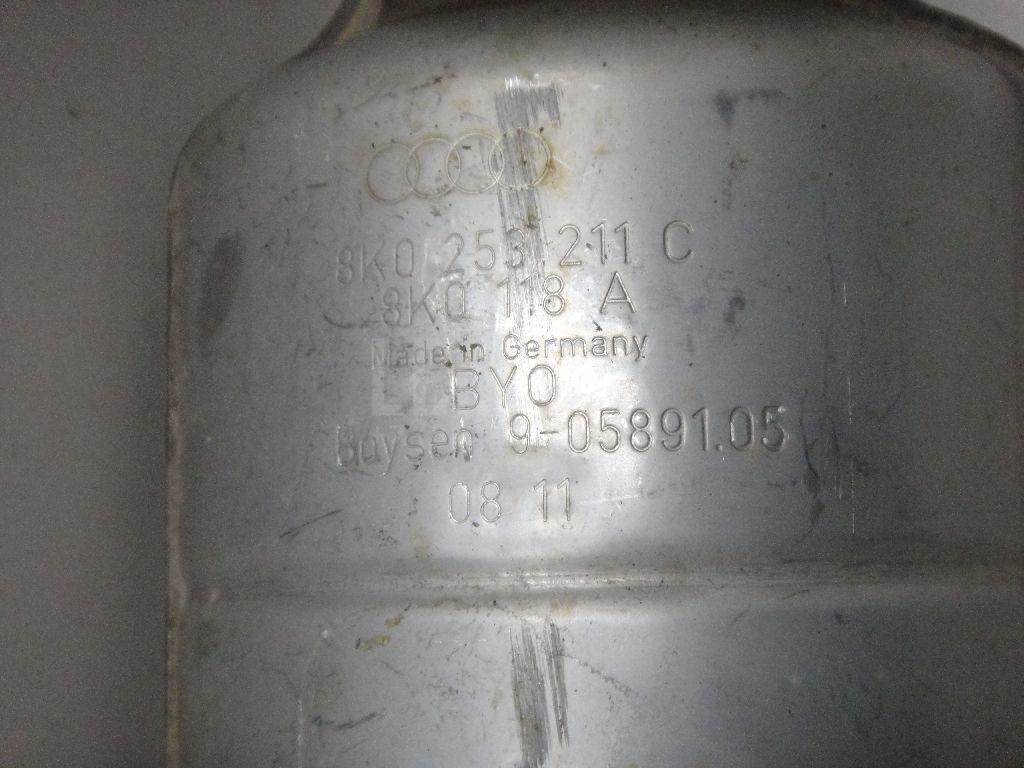 8K0 253 211 C
8K0 118 A
Made in Germany
BYO
Boysen 9-05891.05
08 11